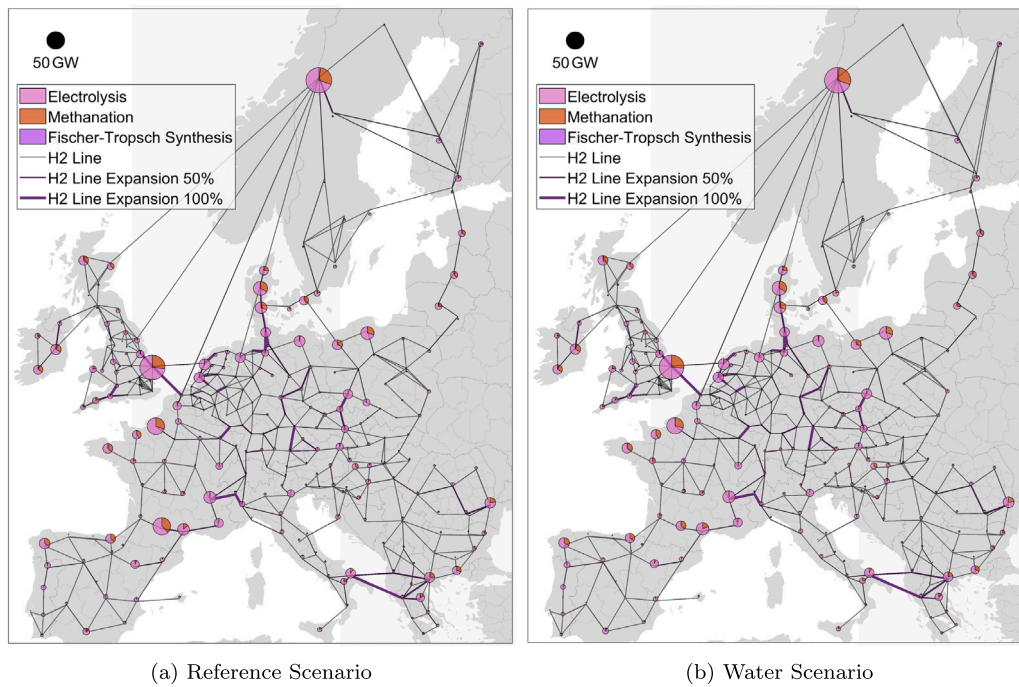 50 GW
Electrolysis
Methanation
Fischer-Tropsch Synthesis
H2 Line
H2 Line Expansion 50%
H2 Line Expansion 100%
(a) Reference Scenario
50 GW
Electrolysis
Methanation
Fischer-Tropsch Synthesis
H2 Line
H2 Line Expansion 50%
H2 Line Expansion 100%
(b) Water Scenario